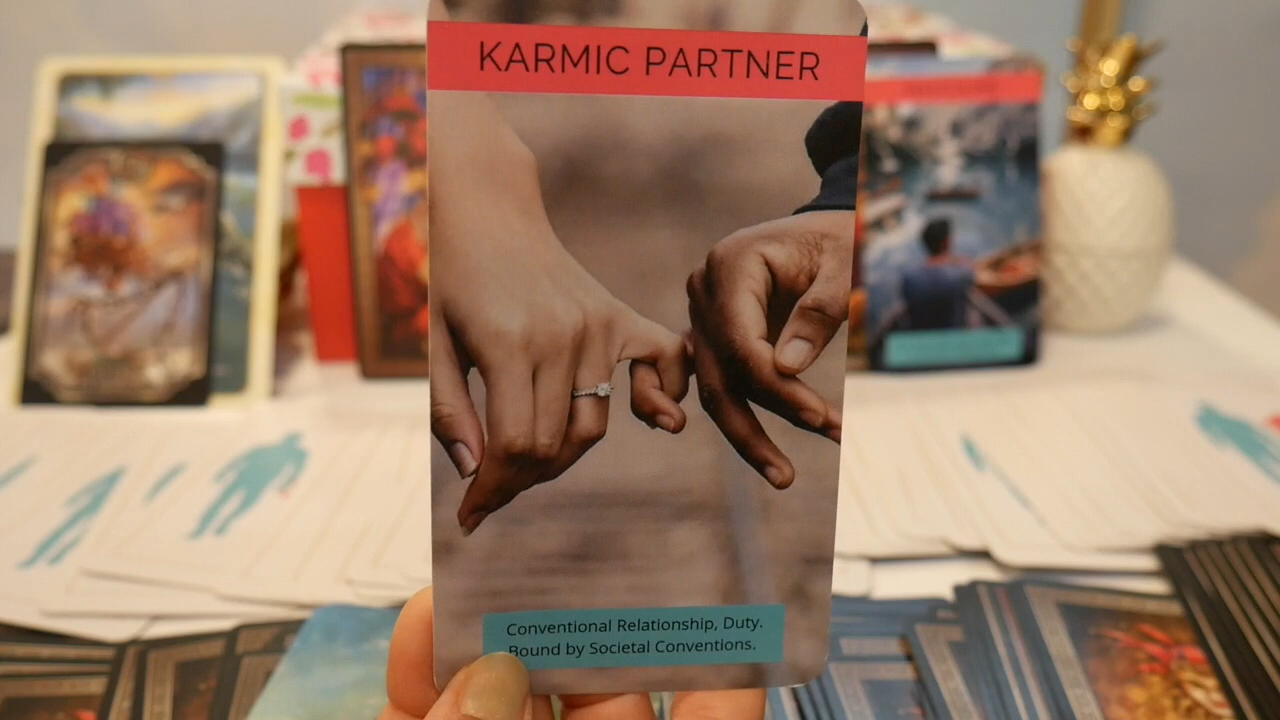 KARMIC PARTNER
Conventional Relationship, Duty.
Bound by Societal Conventions.